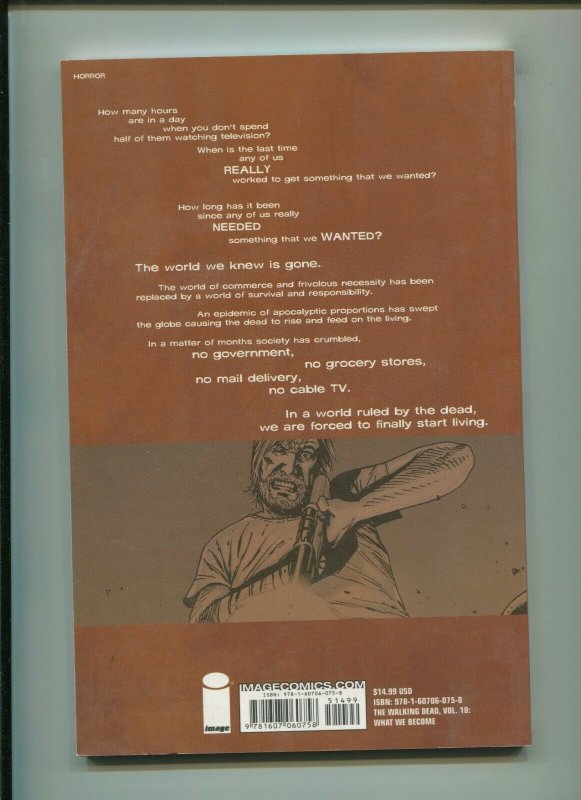 HORROR
How many hours
are in a day
when you don't spend
half of them watching television?
When is the last time
any of us
REALLY
worked to get something that we wanted?
How long has it been
since any of us really
NEEDED
something that we WANTED?
The world we knew is gone.
The world of commerce and frivolous necessity has been
replaced by a world of survival and responsibility.
An epidemic of apocalyptic proportions has swept
the globe causing the dead to rise and feed on the living.
In a matter of months society has crumbled,
no government,
no grocery stores,
no mail delivery,
no cable TV.
In a world ruled by the dead,
we are forced to finally start living.
image
IMAGECOMICS.COM
ISBN: 978-1-60706-075-8
51499
9 781607 060758
$14.99 USD
ISBN: 978-1-60706-075-8
THE WALKING DEAD, VOL. 10:
WHAT WE BECOME